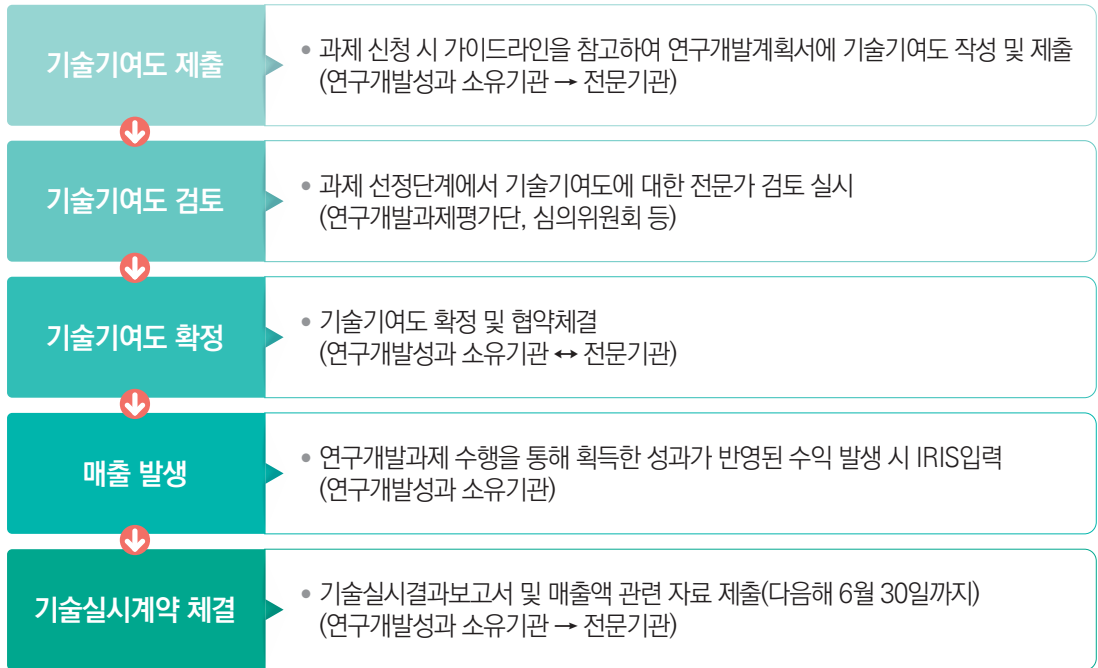 기술기여도 제출
• 과제 신청 시 가이드라인을 참고하여 연구개발계획서에 기술기여도 작성 및 제출
(연구개발성과 소유기관 → 전문기관)
기술기여도 검토
• 과제 선정단계에서 기술기여도에 대한 전문가 검토 실시
(연구개발과제평가단, 심의위원회 등)
기술기여도 확정
• 기술기여도 확정 및 협약체결
(연구개발성과 소유기관 ↔ 전문기관)
매출 발생
• 연구개발과제 수행을 통해 획득한 성과가 반영된 수익 발생 시 IRIS입력
(연구개발성과 소유기관)
기술실시계약 체결
• 기술실시결과보고서 및 매출액 관련 자료 제출(다음해 6월 30일까지)
(연구개발성과 소유기관 → 전문기관)